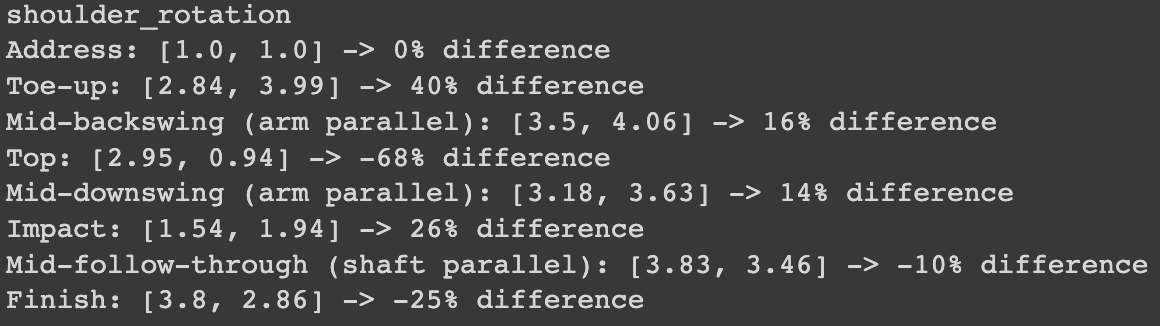 shoulder_rotation
Address: [1.0, 1.0] -> 0% difference
Toe-up: [2.84, 3.99] -> 40% difference
Mid-backswing (arm parallel): [3.5, 4.06] -> 16% difference
Top: [2.95, 0.94] -> -68% difference
Mid-downswing (arm parallel): [3.18, 3.63] -> 14% difference
Impact: [1.54, 1.94] -> 26% difference
Mid-follow-through (shaft parallel): [3.83, 3.46] -> -10% difference
Finish: [3.8, 2.86] -> -25% difference